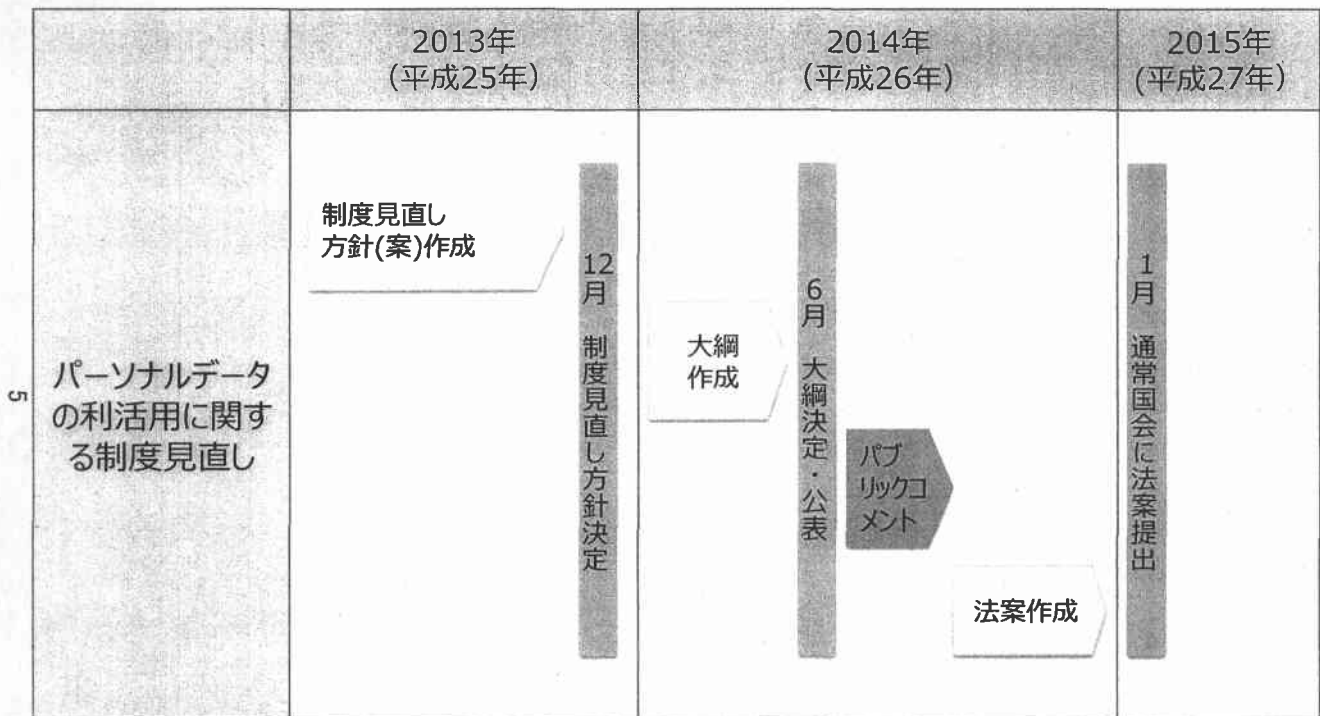 2013年
(平成25年)
2014年
(平成26年)
2015年
(平成27年)
パーソナルデータ
の利活用に関す
る制度見直し
制度見直し
方針(案)作成
12月 制度見直し方針決定
大綱
作成
6月 大綱決定・公表
パブ
リックコ
メント
法案作成
1月 通常国会に法案提出
5